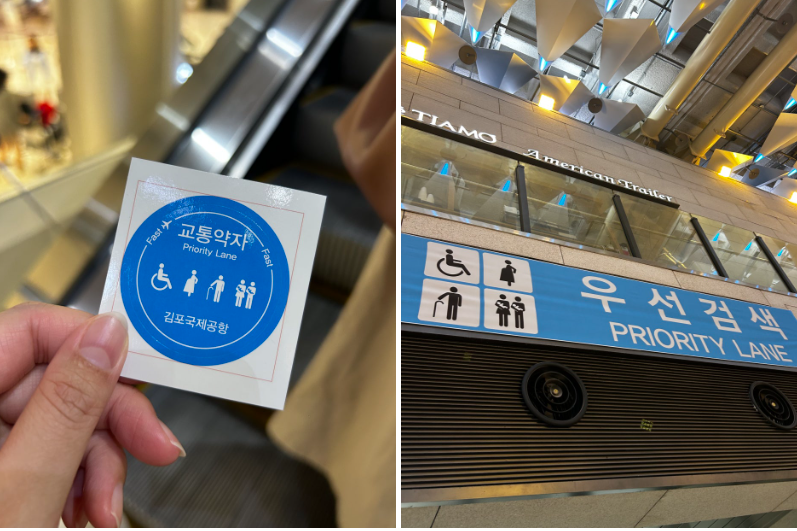 Fast
교통약자
Fast
Priority Lane
김포국제공항
TIAMO
American Trailer
우선검색
PRIORITY LANE